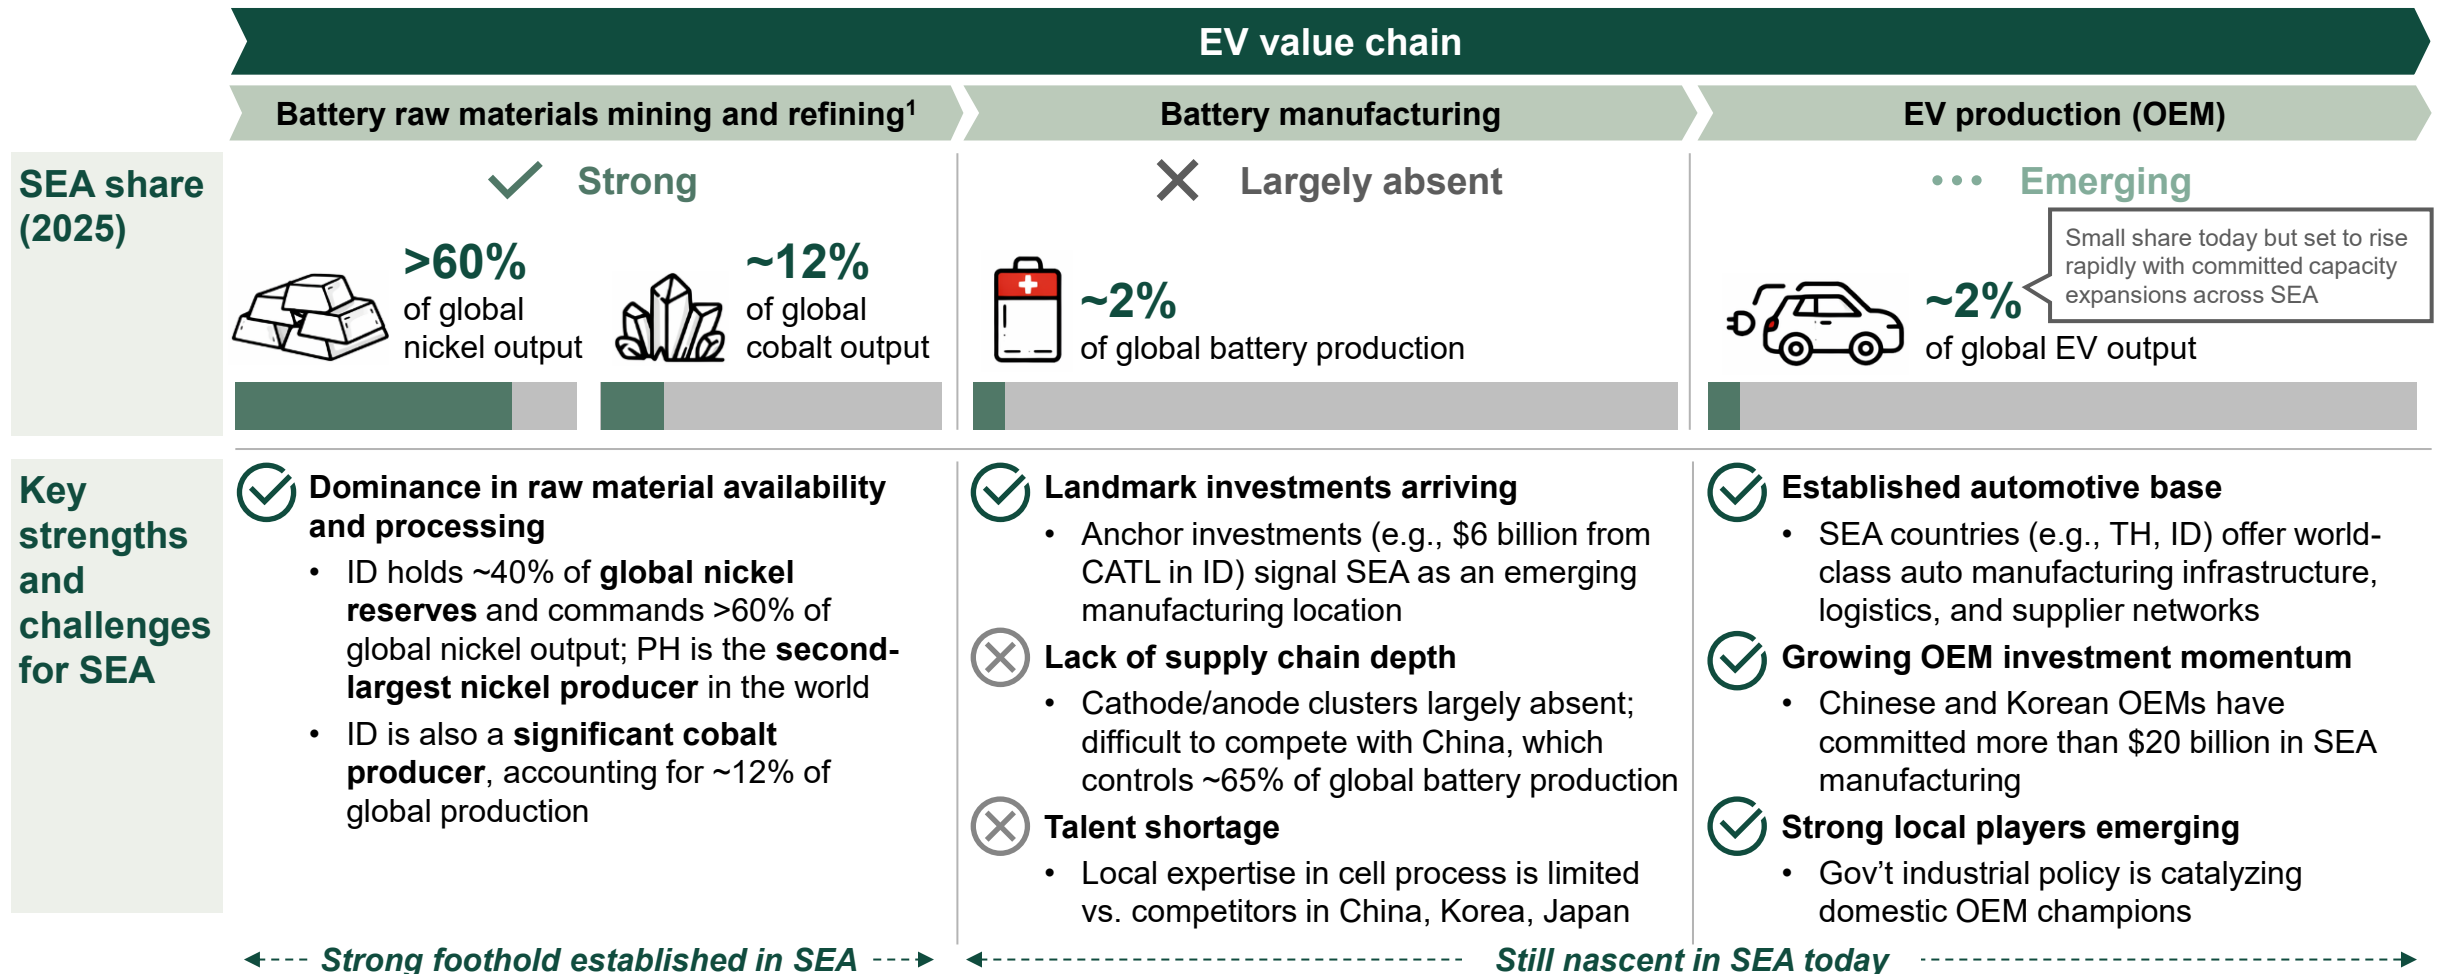 EV value chain
Battery raw materials mining and refining¹
Battery manufacturing
EV production (OEM)
SEA share
(2025)
Strong
>60%
of global
nickel output
~12%
of global
cobalt output
Largely absent
~2%
of global battery production
Emerging
Small share today but set to rise
rapidly with committed capacity
expansions across SEA
~2%
of global EV output
Key
strengths
and
challenges
for SEA
Dominance in raw material availability
and processing
• ID holds ~40% of global nickel
reserves and commands >60% of
global nickel output; PH is the second-
largest nickel producer in the world
• ID is also a significant cobalt
producer, accounting for ~12% of
global production
Landmark investments arriving
• Anchor investments (e.g., $6 billion from
CATL in ID) signal SEA as an emerging
manufacturing location
Lack of supply chain depth
• Cathode/anode clusters largely absent;
difficult to compete with China, which
controls ~65% of global battery production
Talent shortage
• Local expertise in cell process is limited
vs. competitors in China, Korea, Japan
Established automotive base
• SEA countries (e.g., TH, ID) offer world-
class auto manufacturing infrastructure,
logistics, and supplier networks
Growing OEM investment momentum
• Chinese and Korean OEMs have
committed more than $20 billion in SEA
manufacturing
Strong local players emerging
• Gov’t industrial policy is catalyzing
domestic OEM champions
Strong foothold established in SEA
Still nascent in SEA today